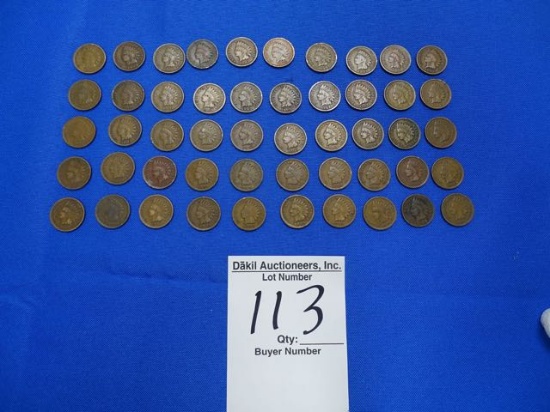 Dākil Auctioneers, Inc.
Lot Number
113
Qty:
Buyer Number